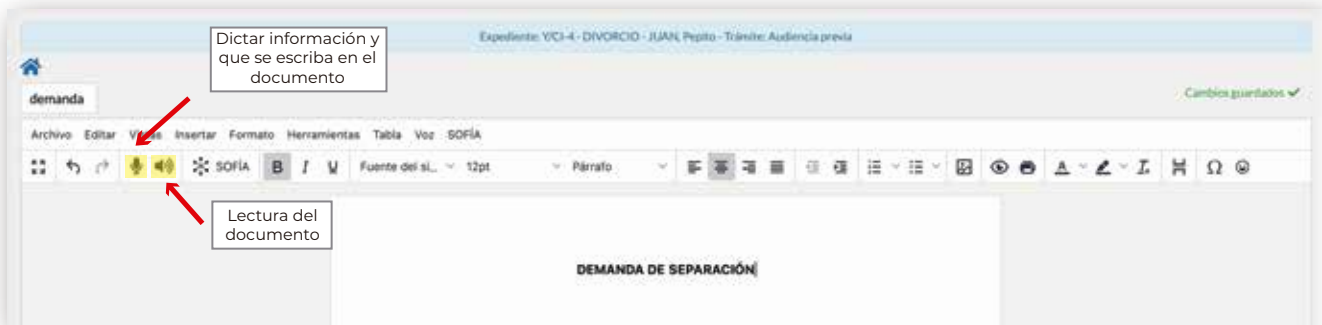 Expediente: Y/CI-4 - DIVORCIO - JUAN, Pepito - Trámite: Audiencia previa
Dictar información y
que se escriba en el
documento
demanda
Cambios guardados
Archivo Editar Vistas Insertar Formato Herramientas Tabla Voz SOFÍA
SOFÍA B I U Fuente del si... 12pt Párrafo A I Ω
Lectura del
documento
DEMANDA DE SEPARACIÓN